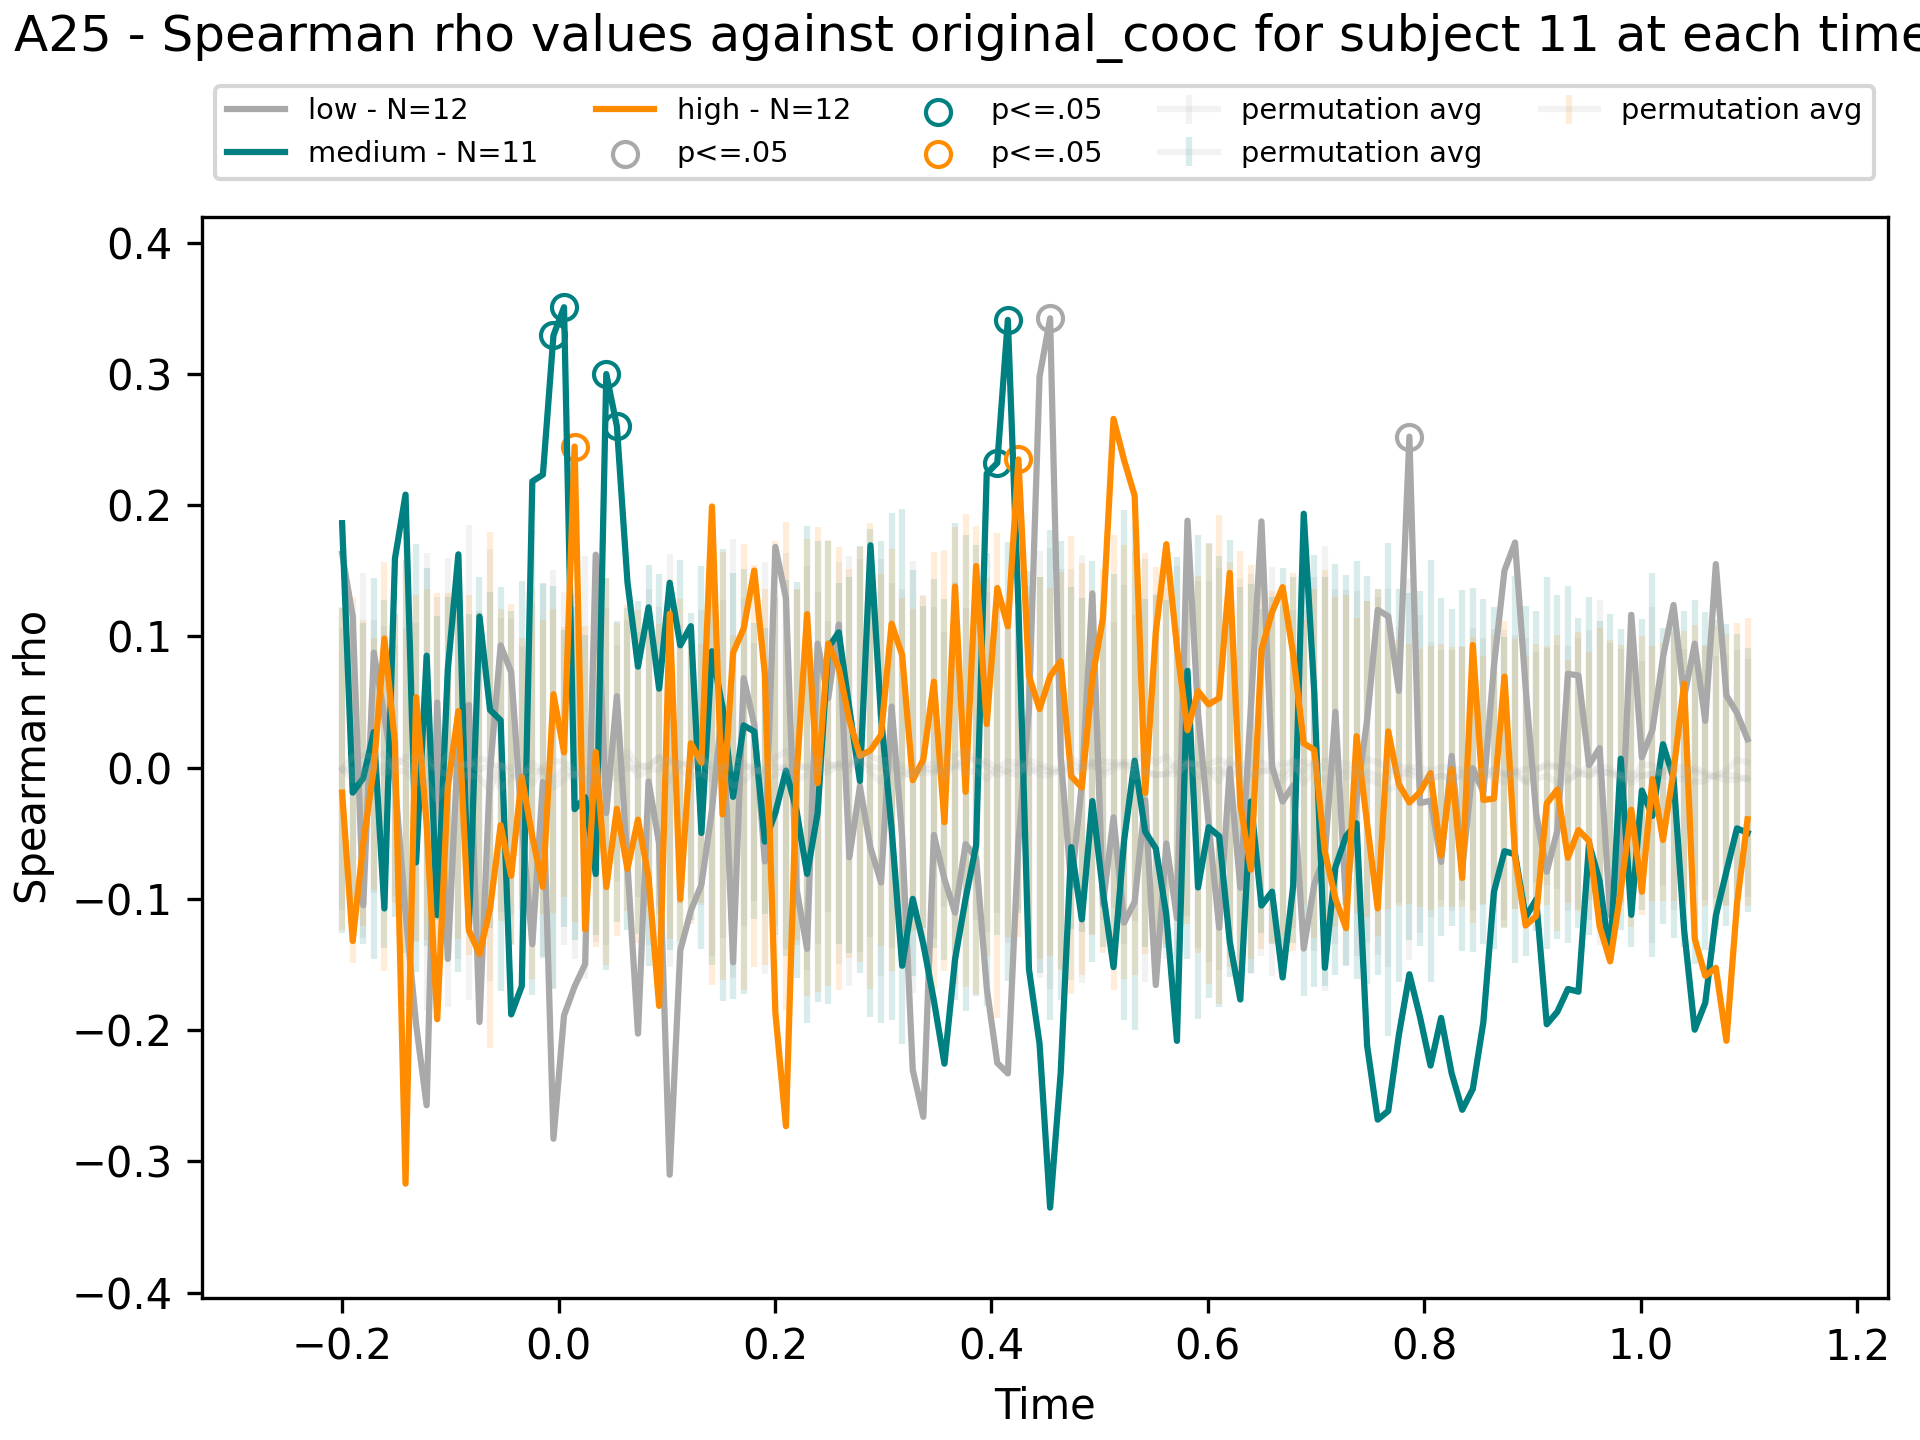 A25 - Spearman rho values against original_cooc for subject 11 at each time
low - N=12 high - N=12 p<=.05 permutation avg permutation avg
medium - N=11 p<=.05 p<=.05 permutation avg
0.4
0.3
0.2
0.1
0.0
−0.1
−0.2
−0.3
−0.4
Spearman rho
−0.2 0.0 0.2 0.4 0.6 0.8 1.0 1.2
Time